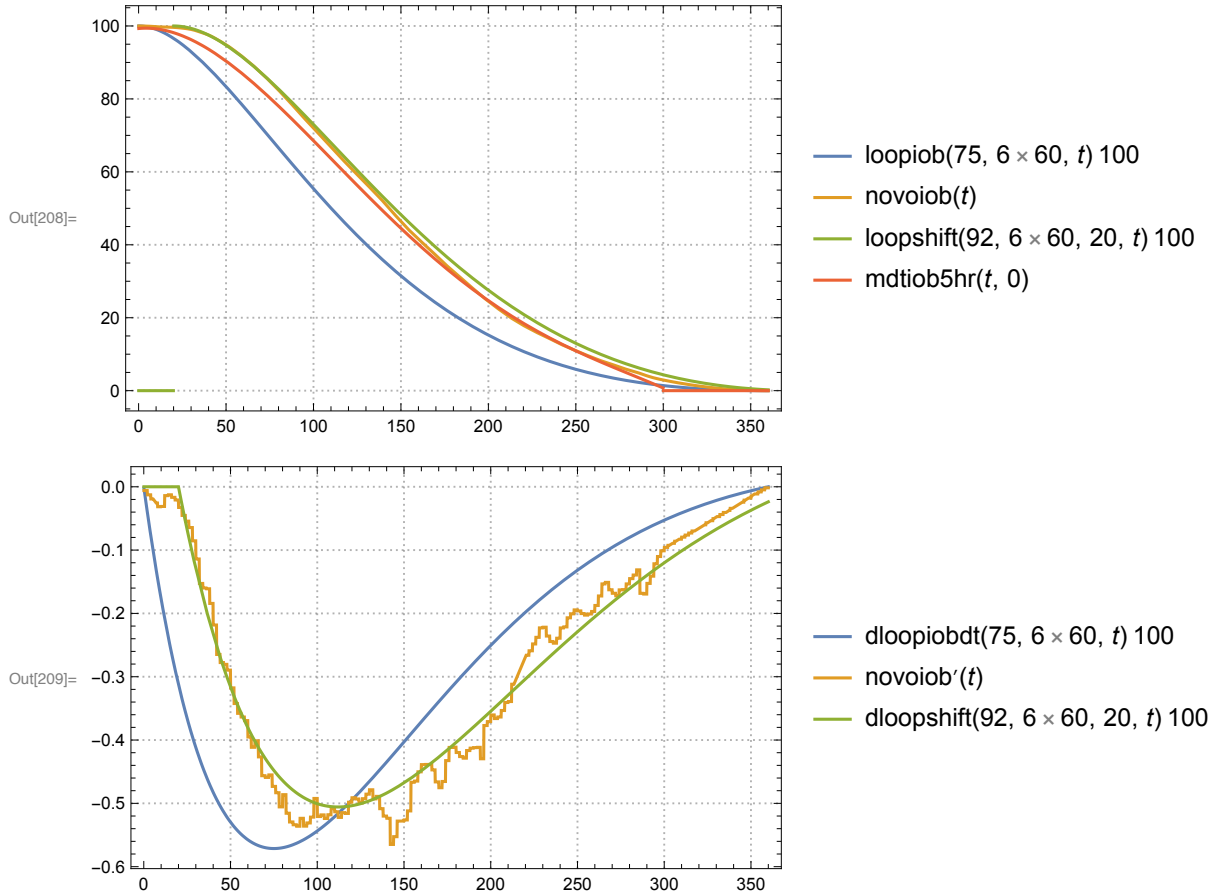 Out[208]=
100
80
60
40
20
0
0 50 100 150 200 250 300 350
loopiob(75, 6 × 60, t) 100
novoiob(t)
loopshift(92, 6 × 60, 20, t) 100
mdtiob5hr(t, 0)
Out[209]=
0.0
−0.1
−0.2
−0.3
−0.4
−0.5
−0.6
0 50 100 150 200 250 300 350
dloopiobdt(75, 6 × 60, t) 100
novoiob′(t)
dloopshift(92, 6 × 60, 20, t) 100